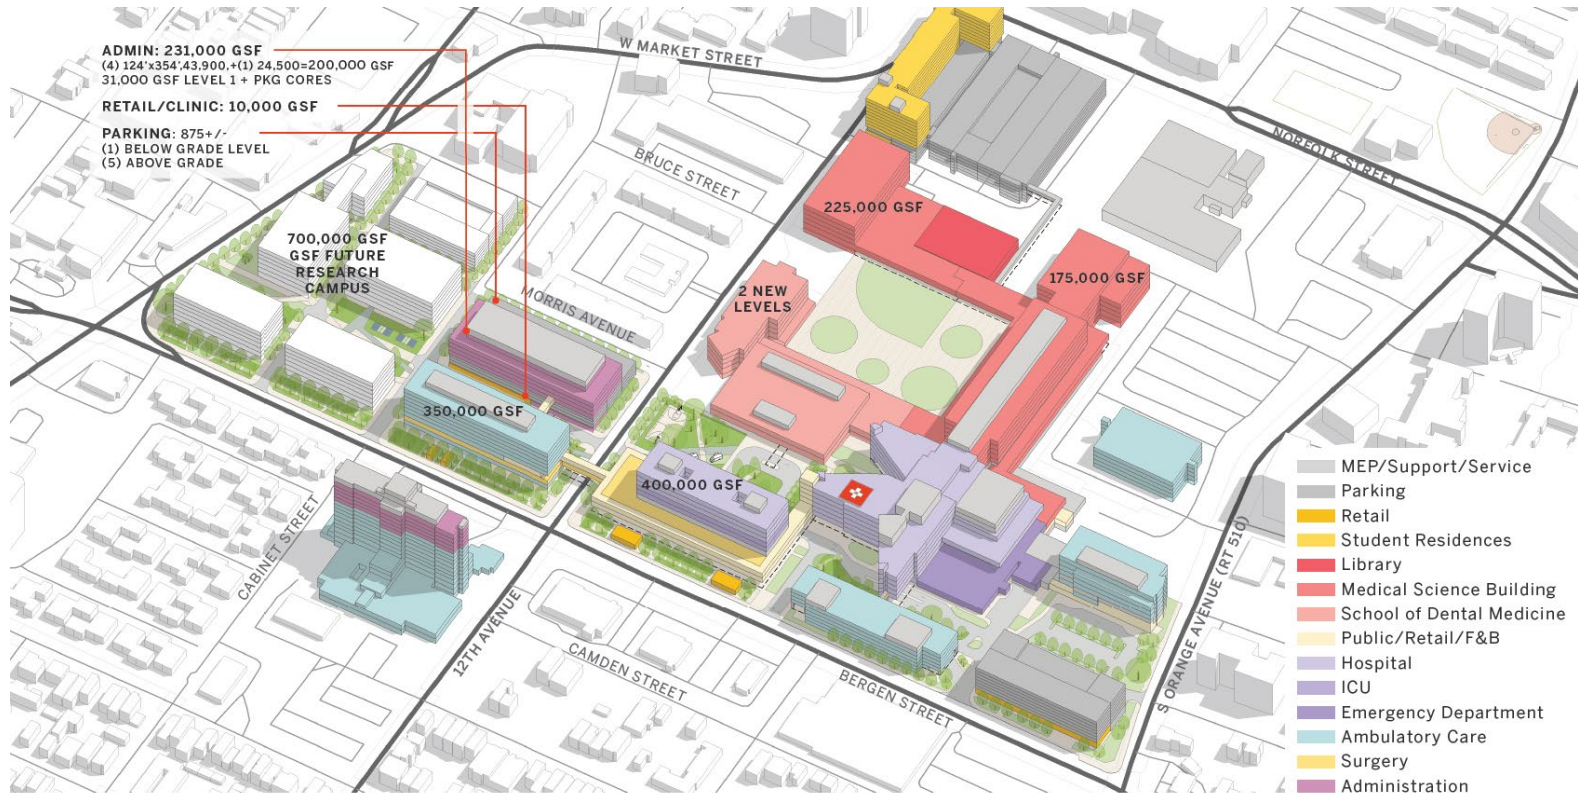 ADMIN: 231,000 GSF
(4) 124'x354',43,900,+(1) 24,500=200,000 GSF
31,000 GSF LEVEL 1 + PKG CORES
RETAIL/CLINIC: 10,000 GSF
PARKING: 875+/-
(1) BELOW GRADE LEVEL
(5) ABOVE GRADE
W MARKET STREET
NORFOLK STREET
BRUCE STREET
225,000 GSF
700,000 GSF
GSF FUTURE
RESEARCH
CAMPUS
175,000 GSF
2 NEW
LEVELS
MORRIS AVENUE
350,000 GSF
400,000 GSF
CABINET STREET
12TH AVENUE
CAMDEN STREET
BERGEN STREET
S ORANGE AVENUE (RT 510)
MEP/Support/Service
Parking
Retail
Student Residences
Library
Medical Science Building
School of Dental Medicine
Public/Retail/F&B
Hospital
ICU
Emergency Department
Ambulatory Care
Surgery
Administration